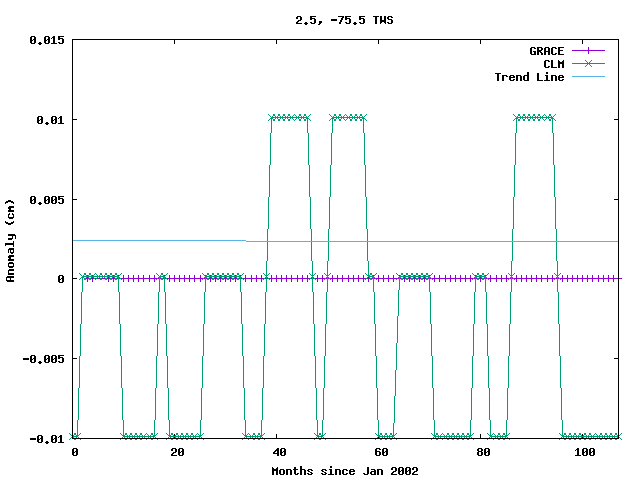 2.5, -75.5 TWS
GRACE
CLM
Trend Line
0.015
0.01
0.005
0
-0.005
-0.01
Anomaly (cm)
0 20 40 60 80 100
Months since Jan 2002